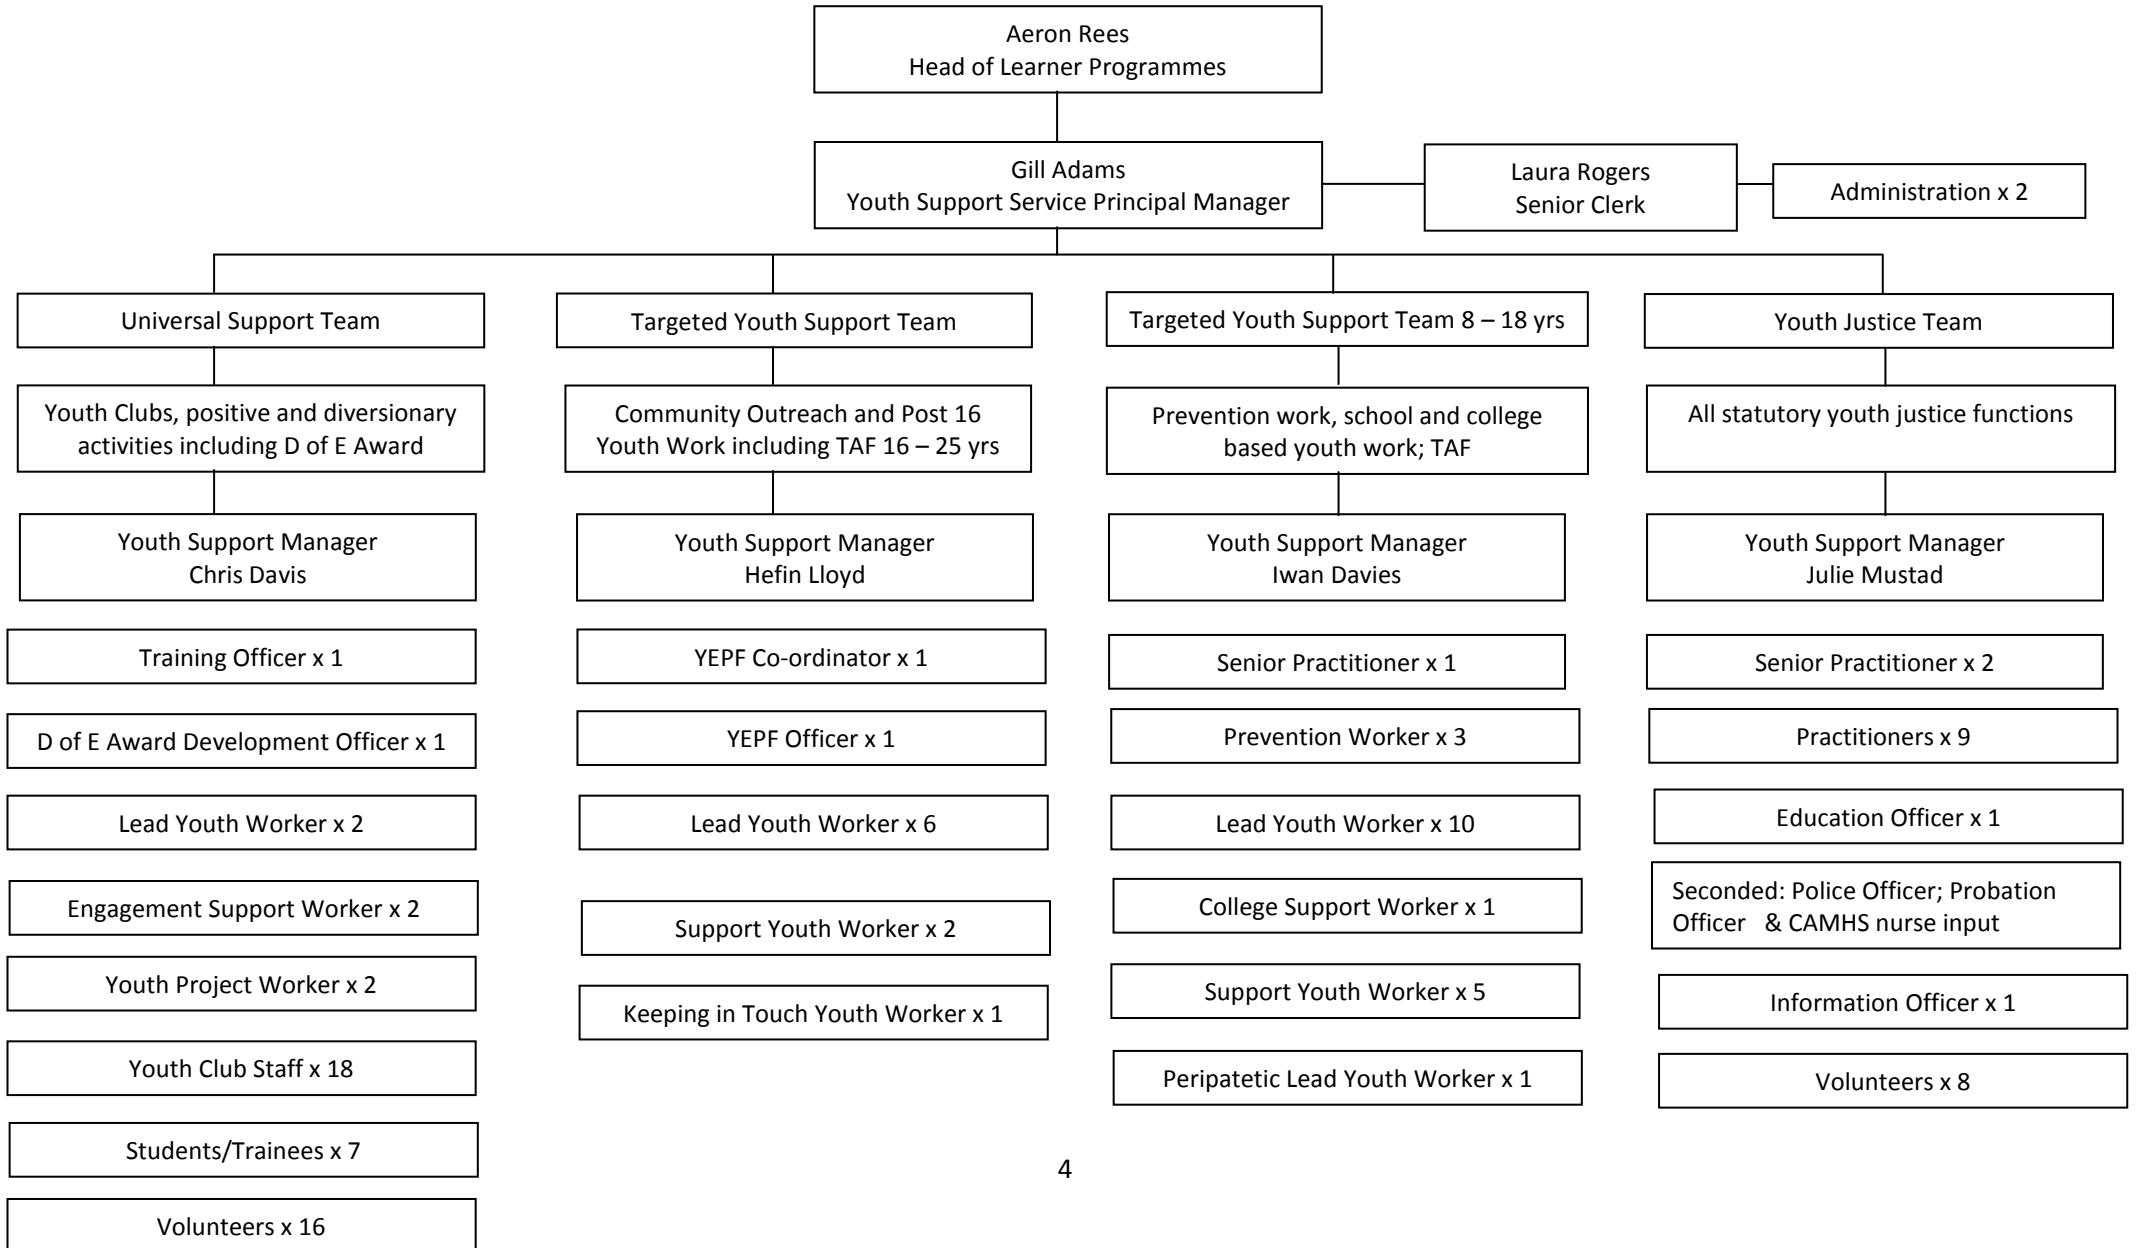 Aeron Rees
Head of Learner Programmes
Gill Adams
Youth Support Service Principal Manager
Laura Rogers
Senior Clerk
Administration x 2
Universal Support Team
Youth Clubs, positive and diversionary
activities including D of E Award
Youth Support Manager
Chris Davis
Training Officer x 1
D of E Award Development Officer x 1
Lead Youth Worker x 2
Engagement Support Worker x 2
Youth Project Worker x 2
Youth Club Staff x 18
Students/Trainees x 7
Volunteers x 16
Targeted Youth Support Team
Community Outreach and Post 16
Youth Work including TAF 16 – 25 yrs
Youth Support Manager
Hefin Lloyd
YEPF Co-ordinator x 1
YEPF Officer x 1
Lead Youth Worker x 6
Support Youth Worker x 2
Keeping in Touch Youth Worker x 1
Targeted Youth Support Team 8 – 18 yrs
Prevention work, school and college
based youth work; TAF
Youth Support Manager
Iwan Davies
Senior Practitioner x 1
Prevention Worker x 3
Lead Youth Worker x 10
College Support Worker x 1
Support Youth Worker x 5
Peripatetic Lead Youth Worker x 1
Youth Justice Team
All statutory youth justice functions
Youth Support Manager
Julie Mustad
Senior Practitioner x 2
Practitioners x 9
Education Officer x 1
Seconded: Police Officer; Probation
Officer & CAMHS nurse input
Information Officer x 1
Volunteers x 8
4